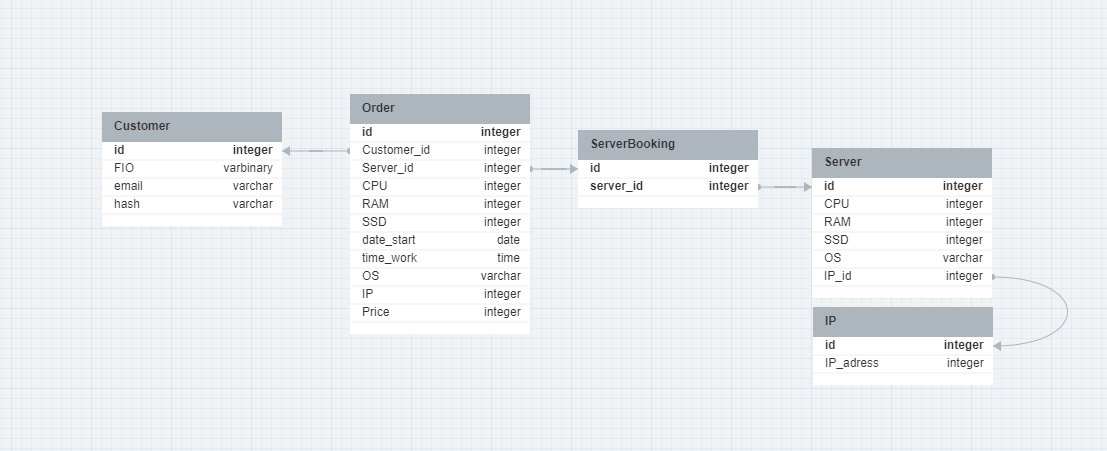 Customer
id integer
FIO varbinary
email varchar
hash varchar
Order
id integer
Customer_id integer
Server_id integer
CPU integer
RAM integer
SSD integer
date_start date
time_work time
OS varchar
IP integer
Price integer
ServerBooking
id integer
server_id integer
Server
id integer
CPU integer
RAM integer
SSD integer
OS varchar
IP_id integer
IP
id integer
IP_adress integer